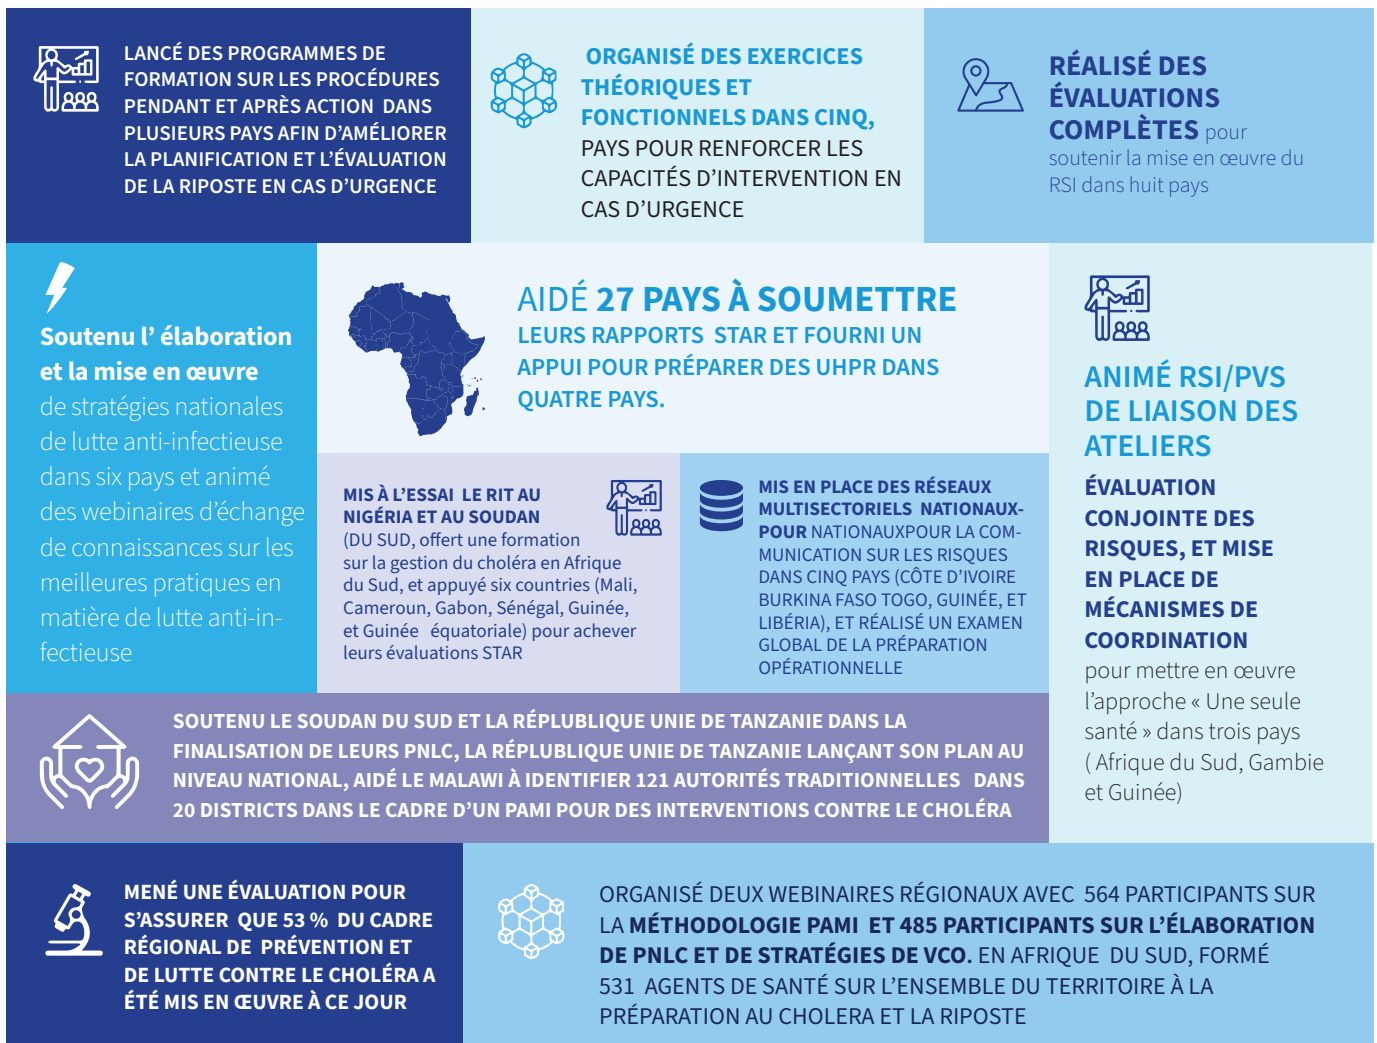 LANCÉ DES PROGRAMMES DE
FORMATION SUR LES PROCÉDURES
PENDANT ET APRÈS ACTION DANS
PLUSIEURS PAYS AFIN D'AMÉLIORER
LA PLANIFICATION ET L'ÉVALUATION
DE LA RIPOSTE EN CAS D'URGENCE
ORGANISÉ DES EXERCICES
THÉORIQUES ET
FONCTIONNELS DANS CINQ,
PAYS POUR RENFORCER LES
CAPACITÉS D'INTERVENTION EN
CAS D'URGENCE
RÉALISÉ DES
ÉVALUATIONS
COMPLÈTES pour
soutenir la mise en œuvre du
RSI dans huit pays
Soutenu l' élaboration
et la mise en œuvre
de stratégies nationales
de lutte anti-infectieuse
dans six pays et animé
des webinaires d'échange
de connaissances sur les
meilleures pratiques en
matière de lutte anti-in-
fectieuse
AIDÉ 27 PAYS À SOUMETTRE
LEURS RAPPORTS STAR ET FOURNI UN
APPUI POUR PRÉPARER DES UHPR DANS
QUATRE PAYS.
MIS À L'ESSAI LE RIT AU
NIGÉRIA ET AU SOUDAN
(DU SUD, offert une formation
sur la gestion du choléra en Afrique
du Sud, et appuyé six countries (Mali,
Cameroun, Gabon, Sénégal, Guinée,
et Guinée équatoriale) pour achever
leurs évaluations STAR
MIS EN PLACE DES RÉSEAUX
MULTISECTORIELS NATIONAUX-
POUR NATIONAUXPOUR LA COM-
MUNICATION SUR LES RISQUES
DANS CINQ PAYS (CÔTE D'IVOIRE
BURKINA FASO TOGO, GUINÉE, ET
LIBÉRIA), ET RÉALISÉ UN EXAMEN
GLOBAL DE LA PRÉPARATION
OPÉRATIONNELLE
ANIMÉ RSI/PVS
DE LIAISON DES
ATELIERS
ÉVALUATION
CONJOINTE DES
RISQUES, ET MISE
EN PLACE DE
MÉCANISMES DE
COORDINATION
pour mettre en œuvre
l'approche « Une seule
santé » dans trois pays
( Afrique du Sud, Gambie
et Guinée)
SOUTENU LE SOUDAN DU SUD ET LA RÉPLUBLIQUE UNIE DE TANZANIE DANS LA
FINALISATION DE LEURS PNLC, LA RÉPLUBLIQUE UNIE DE TANZANIE LANÇANT SON PLAN AU
NIVEAU NATIONAL, AIDÉ LE MALAWI À IDENTIFIER 121 AUTORITÉS TRADITIONNELLES DANS
20 DISTRICTS DANS LE CADRE D'UN PAMI POUR DES INTERVENTIONS CONTRE LE CHOLÉRA
MENÉ UNE ÉVALUATION POUR
S'ASSURER QUE 53 % DU CADRE
RÉGIONAL DE PRÉVENTION ET
DE LUTTE CONTRE LE CHOLÉRA A
ÉTÉ MIS EN ŒUVRE À CE JOUR
ORGANISÉ DEUX WEBINAIRES RÉGIONAUX AVEC 564 PARTICIPANTS SUR
LA MÉTHODOLOGIE PAMI ET 485 PARTICIPANTS SUR L'ÉLABORATION
DE PNLC ET DE STRATÉGIES DE VCO. EN AFRIQUE DU SUD, FORMÉ
531 AGENTS DE SANTÉ SUR L'ENSEMBLE DU TERRITOIRE À LA
PRÉPARATION AU CHOLERA ET LA RIPOSTE